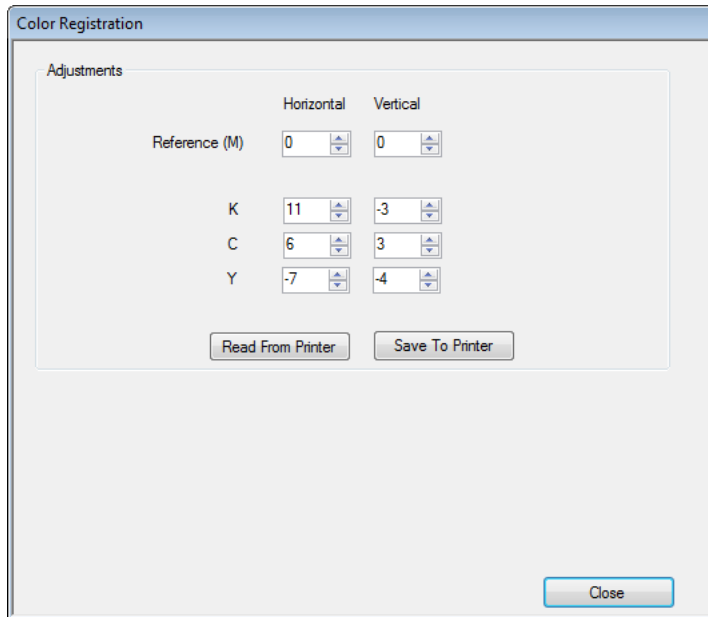 Color Registration
Adjustments
Horizontal Vertical
Reference (M) 0 0
K 11 -3
C 6 3
Y -7 -4
Read From Printer Save To Printer
Close